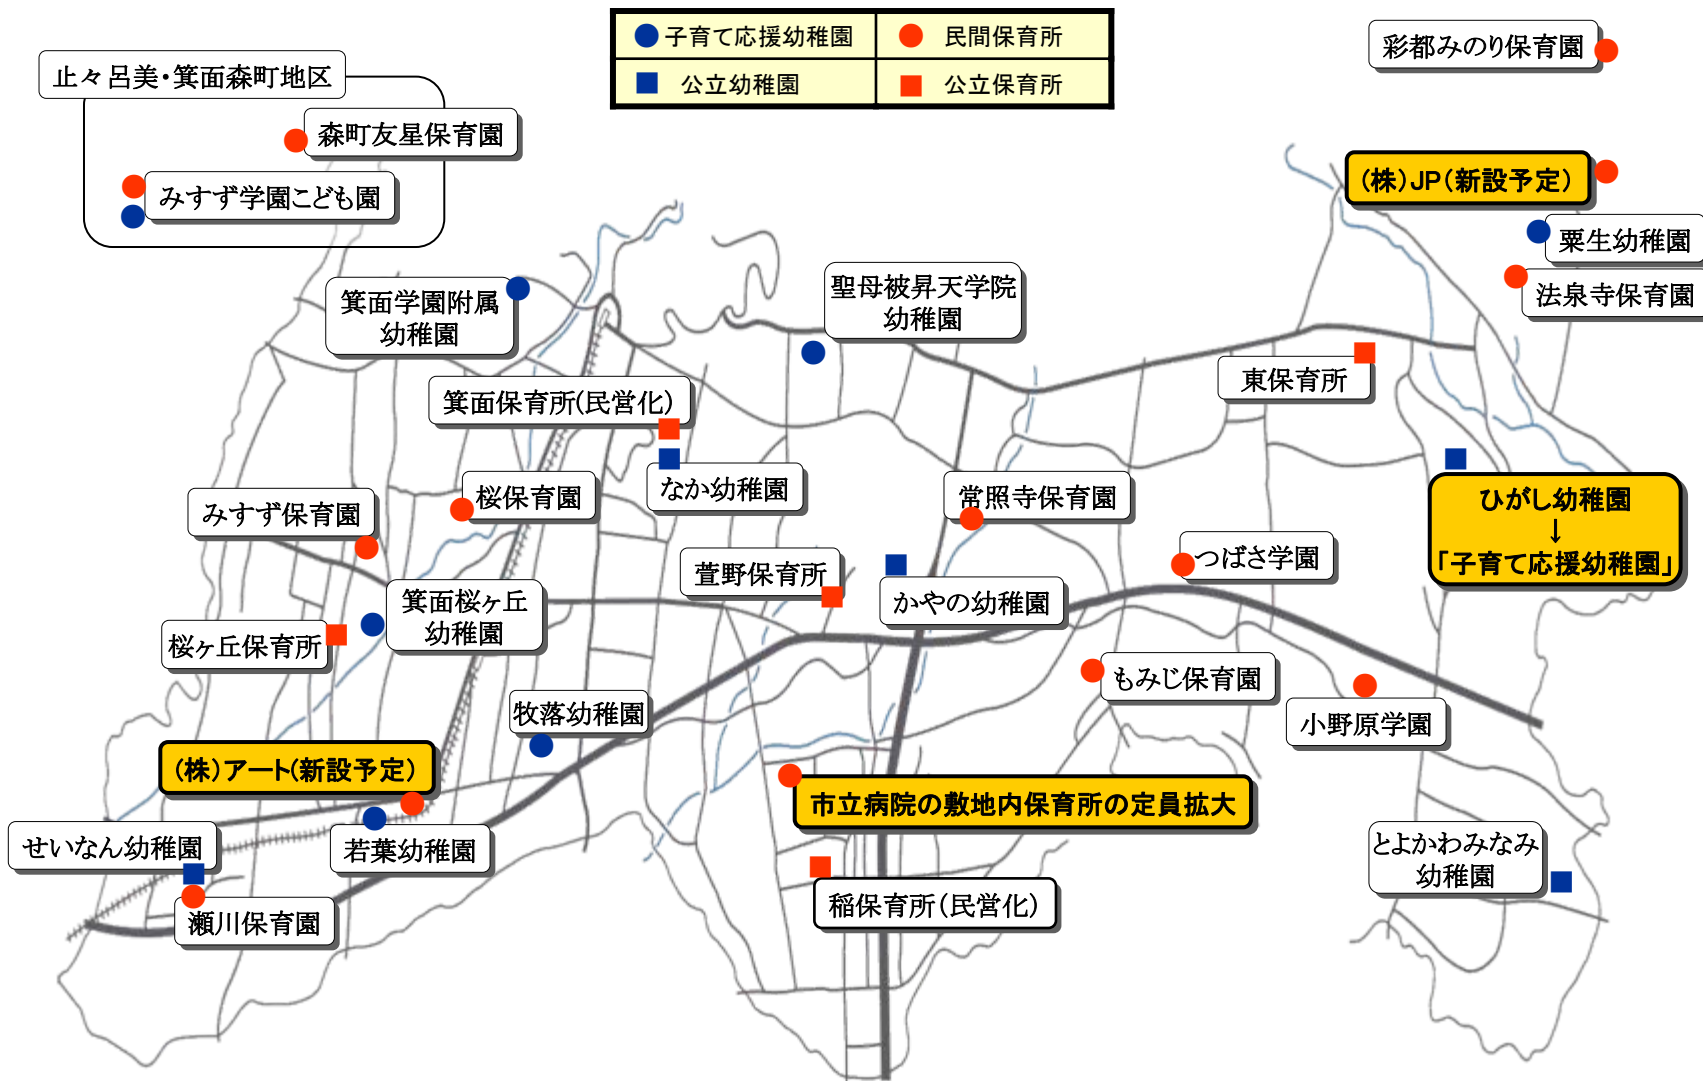 子育て応援幼稚園
民間保育所
公立幼稚園
公立保育所
彩都みのり保育園
止々呂美・箕面森町地区
森町友星保育園
みすず学園こども園
(株)JP(新設予定)
粟生幼稚園
法泉寺保育園
箕面学園附属
幼稚園
聖母被昇天学院
幼稚園
東保育所
箕面保育所(民営化)
なか幼稚園
桜保育園
みすず保育園
常照寺保育園
ひがし幼稚園
↓
「子育て応援幼稚園」
つばさ学園
萱野保育所
かやの幼稚園
箕面桜ヶ丘
幼稚園
桜ヶ丘保育所
もみじ保育園
小野原学園
牧落幼稚園
(株)アート(新設予定)
市立病院の敷地内保育所の定員拡大
せいなん幼稚園
若葉幼稚園
とよかわみなみ
幼稚園
瀬川保育園
稲保育所(民営化)